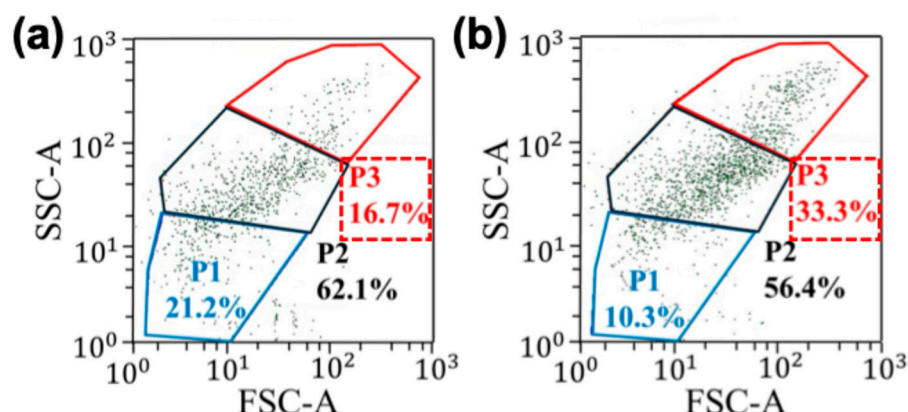 (a)
SSC-A
10³
10²
10¹
10⁰
P3
16.7%
P2
62.1%
P1
21.2%
10⁰ 10¹ 10² 10³
FSC-A
(b)
SSC-A
10³
10²
10¹
10⁰
P3
33.3%
P2
56.4%
P1
10.3%
10⁰ 10¹ 10² 10³
FSC-A